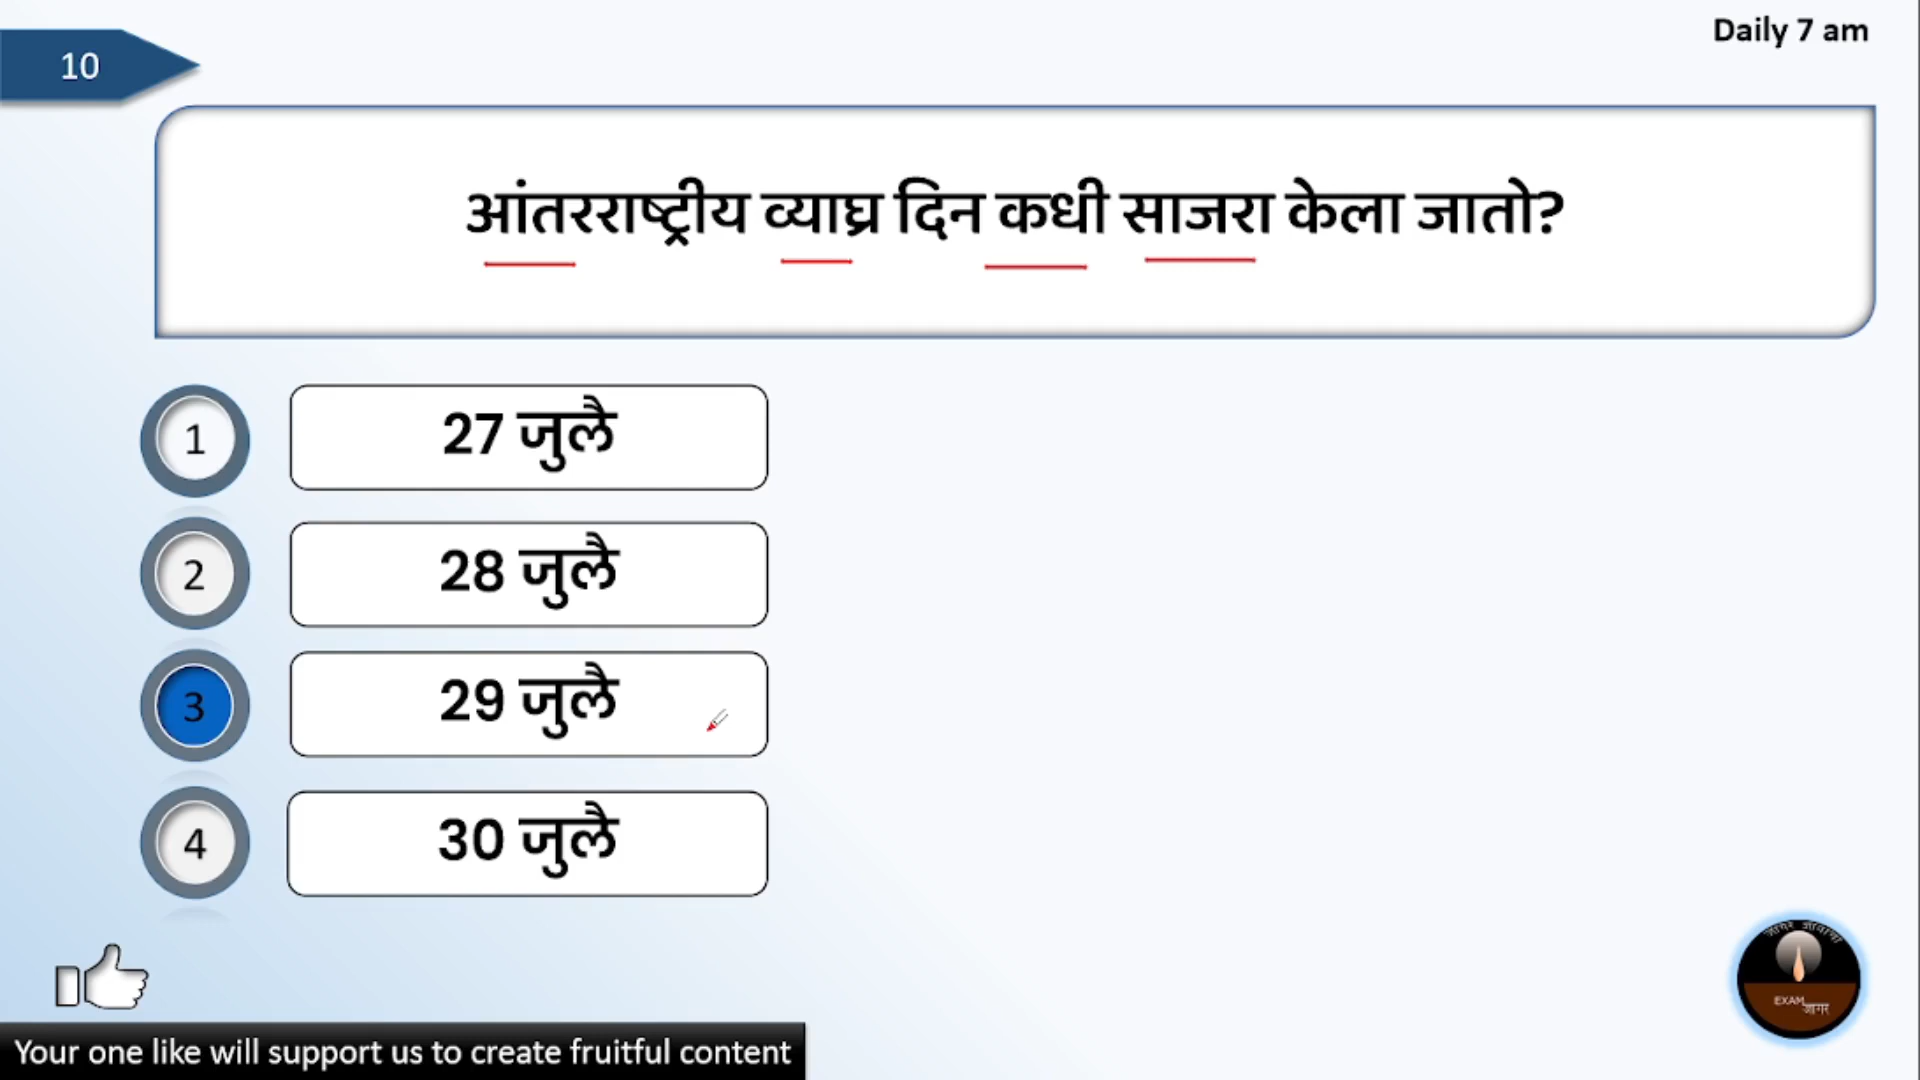 Daily 7 am
10
आंतरराष्ट्रीय व्याघ्र दिन कधी साजरा केला जातो?
1
27 जुलै
2
28 जुलै
3
29 जुलै
4
30 जुलै
EXAM
जागर
Your one like will support us to create fruitful content